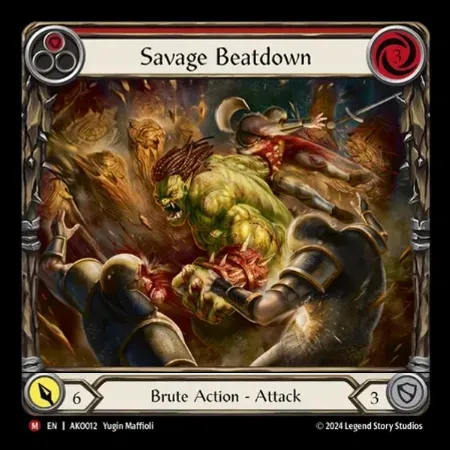 Savage Beatdown
3
6
Brute Action - Attack
3
M EN | AKO012 Yugin Maffioli
© 2024 Legend Story Studios